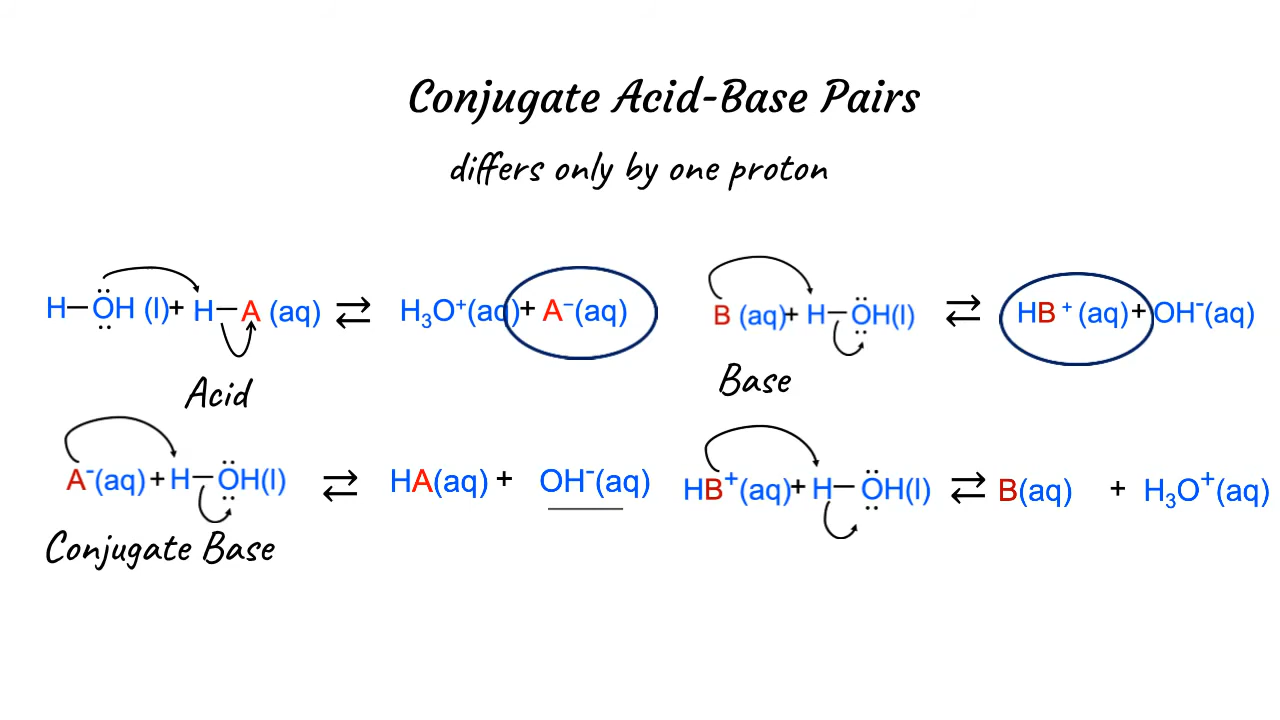 Conjugate Acid-Base Pairs
differs only by one proton
H–ÖH (l)+ H–A (aq) ⇄ H₃O⁺(aq)+ A⁻(aq)
Acid
B (aq)+ H–ÖH(l) ⇄ HB⁺(aq)+ OH⁻(aq)
Base
A⁻(aq)+ H–ÖH(l) ⇄ HA(aq) + OH⁻(aq)
Conjugate Base
HB⁺(aq)+ H–ÖH(l) ⇄ B(aq) + H₃O⁺(aq)